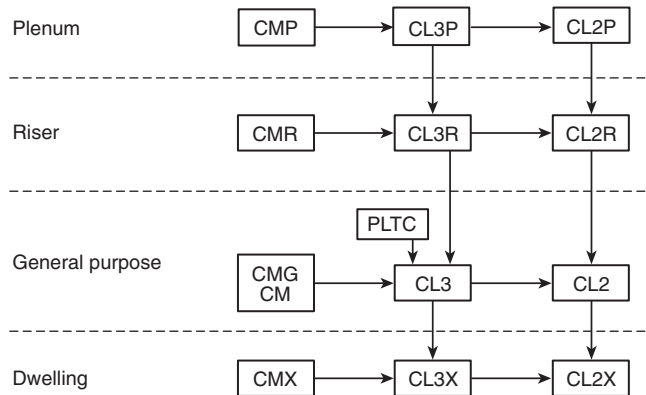 Plenum
CMP
CL3P
CL2P
Riser
CMR
CL3R
CL2R
PLTC
General purpose
CMG
CM
CL3
CL2
Dwelling
CMX
CL3X
CL2X